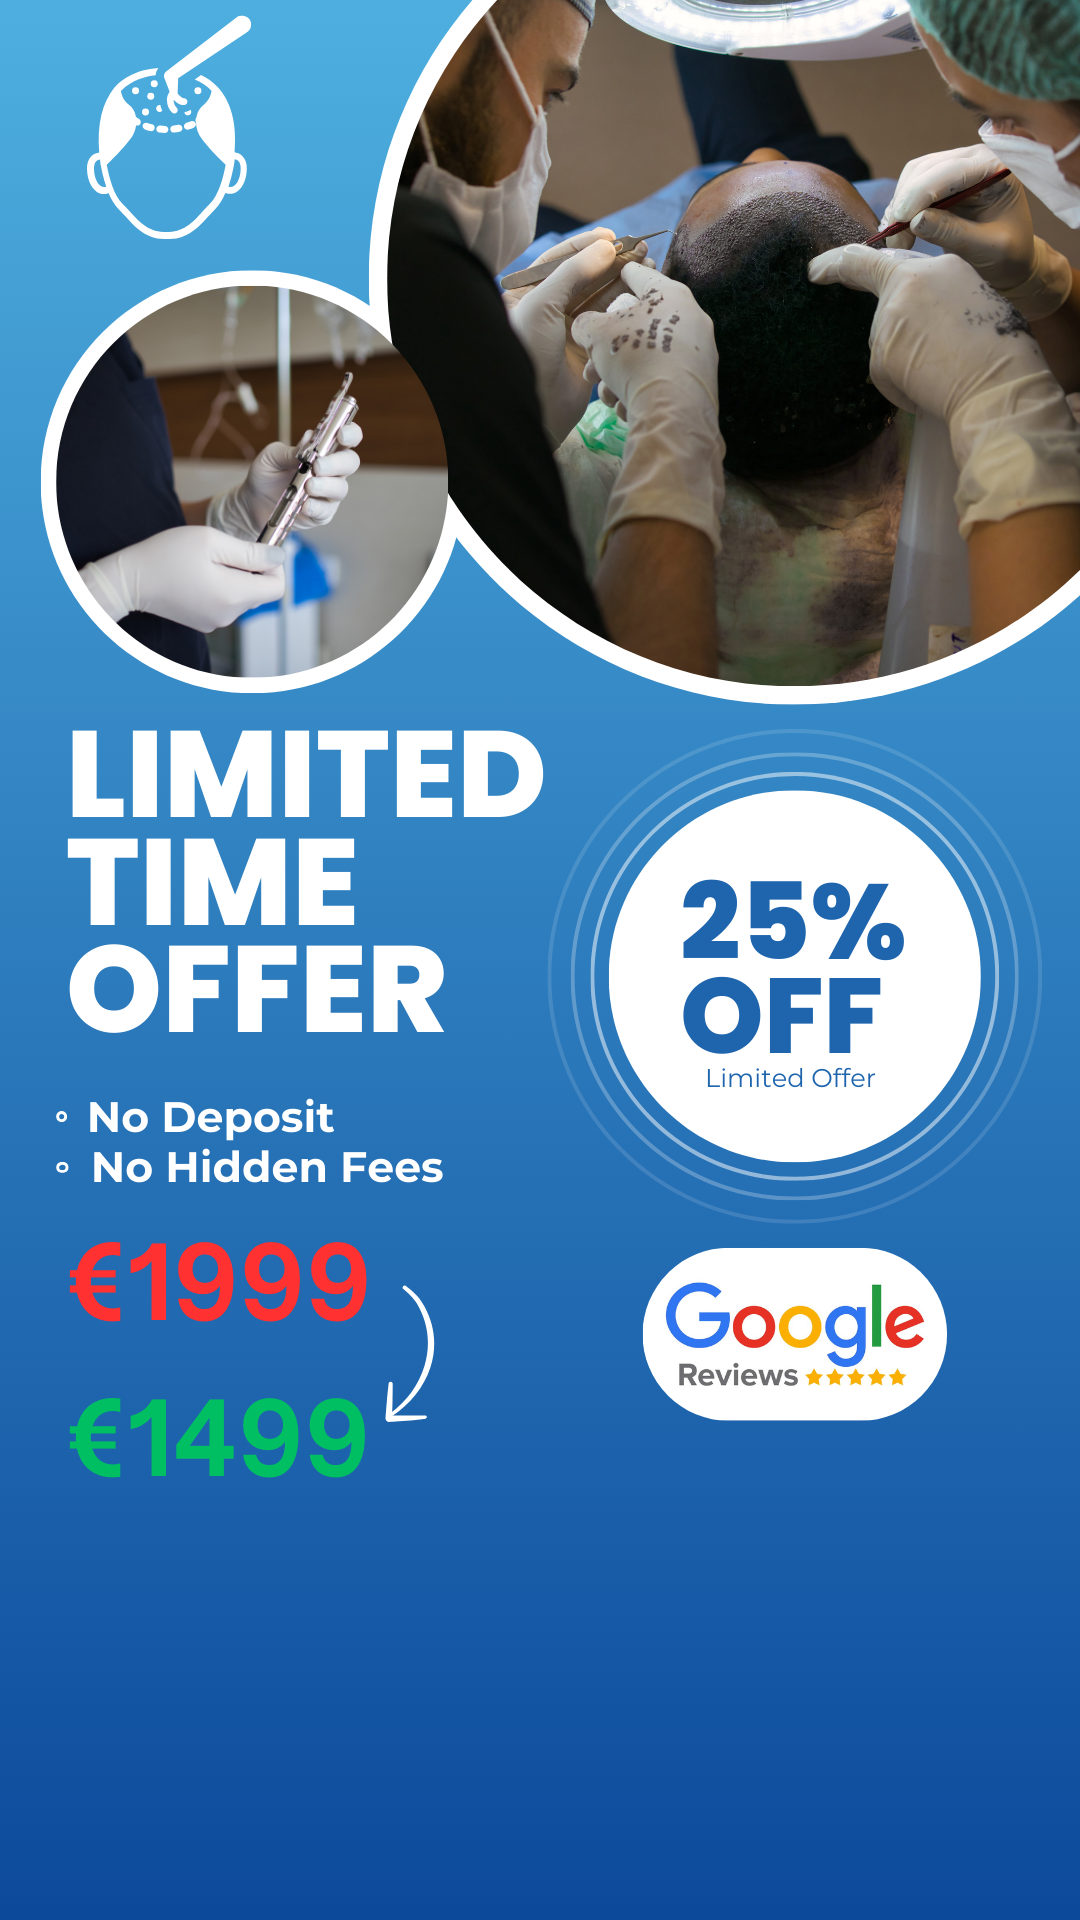 LIMITED
TIME
OFFER
25%
OFF
Limited Offer
No Deposit
No Hidden Fees
€1999
€1499
Google
Reviews